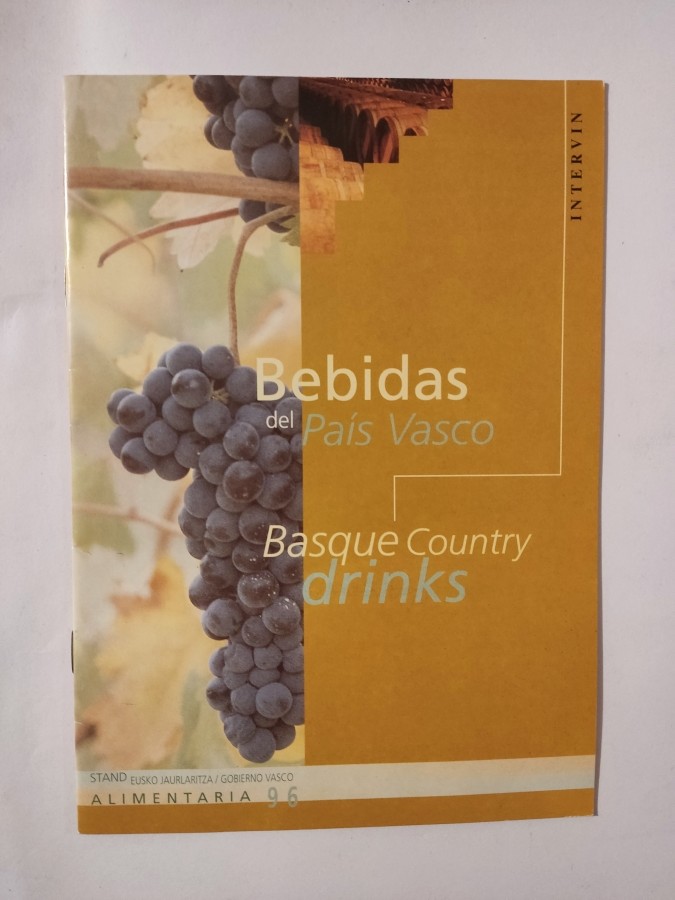 INTERVIN
Bebidas
del País Vasco
Basque Country
drinks
STAND EUSKO JAURLARITZA / GOBIERNO VASCO
ALIMENTARIA 96